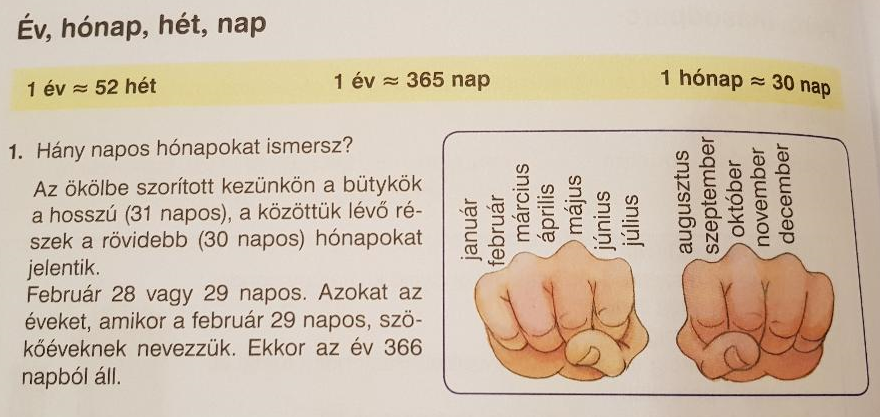 Év, hónap, hét, nap
1 év ≈ 52 hét
1 év ≈ 365 nap
1 hónap ≈ 30 nap
1. Hány napos hónapokat ismersz?
Az ökölbe szorított kezünkön a bütykök
a hosszú (31 napos), a közöttük lévő ré-
szek a rövidebb (30 napos) hónapokat
jelentik.
Február 28 vagy 29 napos. Azokat az
éveket, amikor a február 29 napos, szö-
kőéveknek nevezzük. Ekkor az év 366
napból áll.
január
február
március
április
május
június
július
augusztus
szeptember
október
november
december